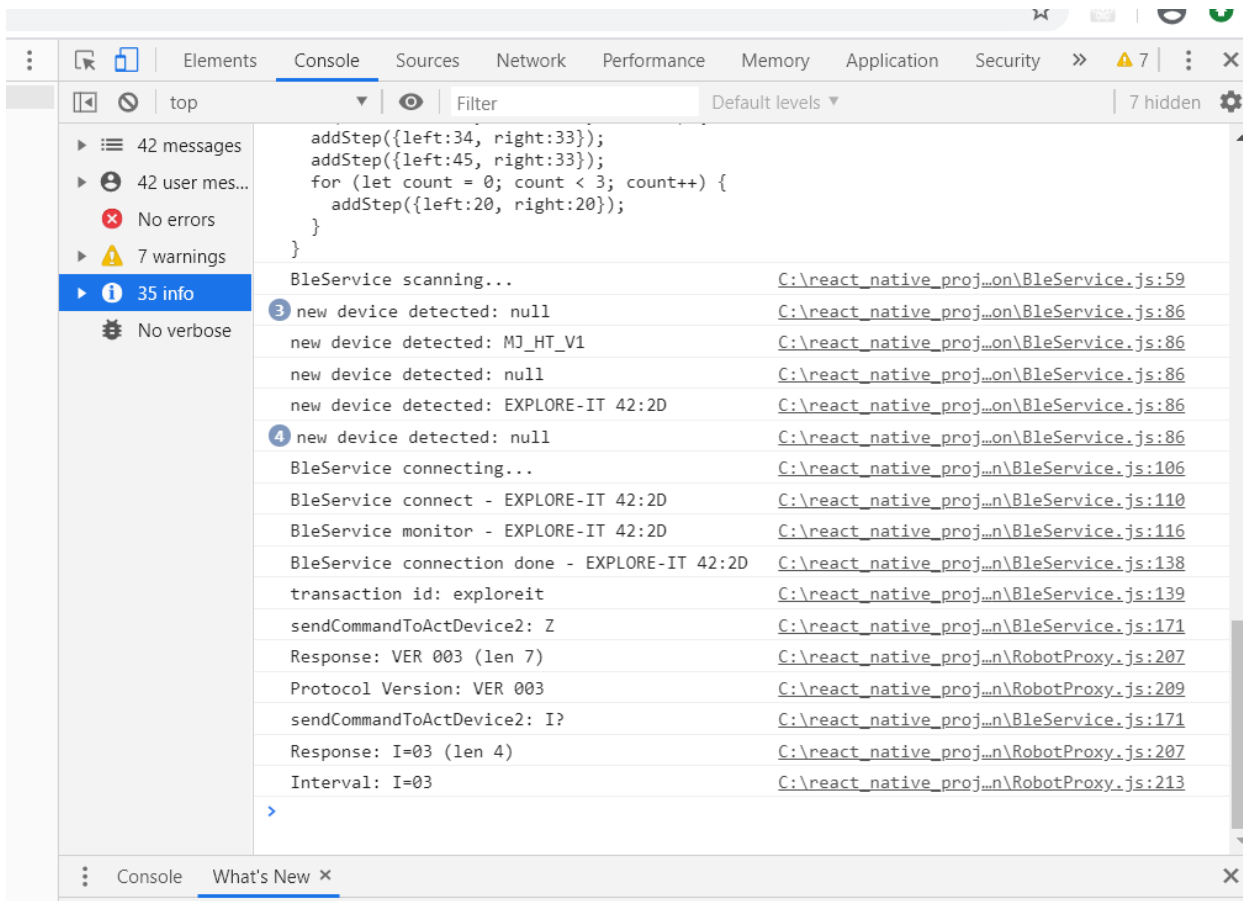 Elements Console Sources Network Performance Memory Application Security » 7
top Filter Default levels 7 hidden
42 messages
42 user mes...
No errors
7 warnings
35 info
No verbose
addStep({left:34, right:33});
addStep({left:45, right:33});
for (let count = 0; count < 3; count++) {
addStep({left:20, right:20});
}
}
BleService scanning... C:\react_native_proj…on\BleService.js:59
3 new device detected: null C:\react_native_proj…on\BleService.js:86
new device detected: MJ_HT_V1 C:\react_native_proj…on\BleService.js:86
new device detected: null C:\react_native_proj…on\BleService.js:86
new device detected: EXPLORE-IT 42:2D C:\react_native_proj…on\BleService.js:86
4 new device detected: null C:\react_native_proj…on\BleService.js:86
BleService connecting... C:\react_native_proj…n\BleService.js:106
BleService connect - EXPLORE-IT 42:2D C:\react_native_proj…n\BleService.js:110
BleService monitor - EXPLORE-IT 42:2D C:\react_native_proj…n\BleService.js:116
BleService connection done - EXPLORE-IT 42:2D C:\react_native_proj…n\BleService.js:138
transaction id: exploreit C:\react_native_proj…n\BleService.js:139
sendCommandToActDevice2: Z C:\react_native_proj…n\BleService.js:171
Response: VER 003 (len 7) C:\react_native_proj…n\RobotProxy.js:207
Protocol Version: VER 003 C:\react_native_proj…n\RobotProxy.js:209
sendCommandToActDevice2: I? C:\react_native_proj…n\BleService.js:171
Response: I=03 (len 4) C:\react_native_proj…n\RobotProxy.js:207
Interval: I=03 C:\react_native_proj…n\RobotProxy.js:213
>
Console What's New ×